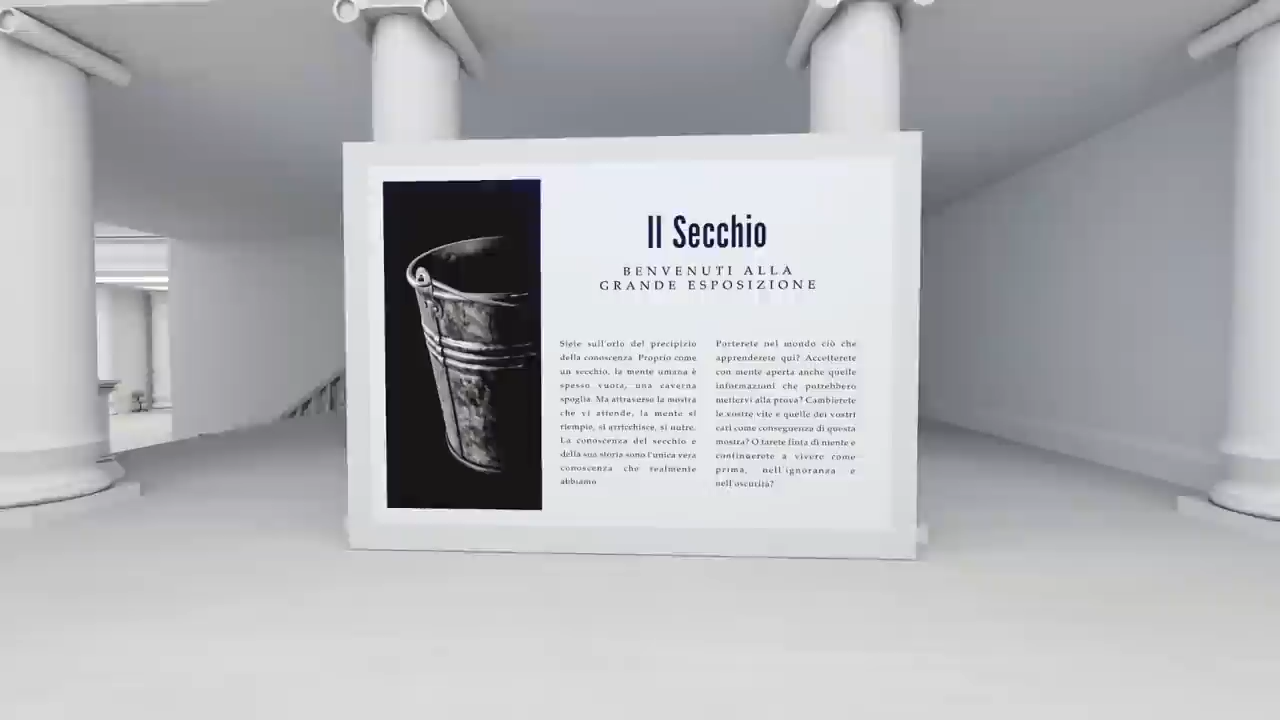 Il Secchio
BENVENUTI ALLA
GRANDE ESPOSIZIONE
Siete sull'orlo del precipizio
della conoscenza. Proprio come
un secchio, la mente umana è
spesso vuota, una caverna
spoglia. Ma attraverso la mostra
che vi attende, la mente si
riempie, si arricchisce, si nutre.
La conoscenza del secchio e
della sua storia sono l'unica vera
conoscenza che realmente
abbiamo
Porterete nel mondo ciò che
apprenderete qui? Accetterete
con mente aperta anche quelle
informazioni che potrebbero
mettervi alla prova? Cambierete
le vostre vite e quelle dei vostri
cari come conseguenza di questa
mostra? O farete finta di niente e
continuerete a vivere come
prima, nell'ignoranza e
nell'oscurità?